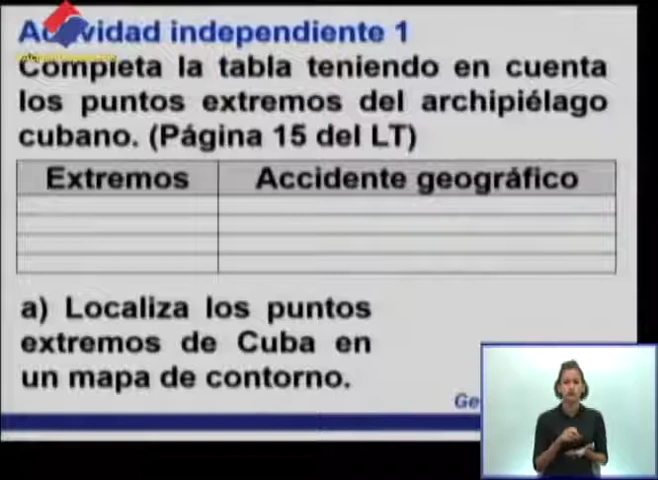 Actividad independiente 1
Completa la tabla teniendo en cuenta
los puntos extremos del archipiélago
cubano. (Página 15 del LT)
Extremos Accidente geográfico
a) Localiza los puntos
extremos de Cuba en
un mapa de contorno.